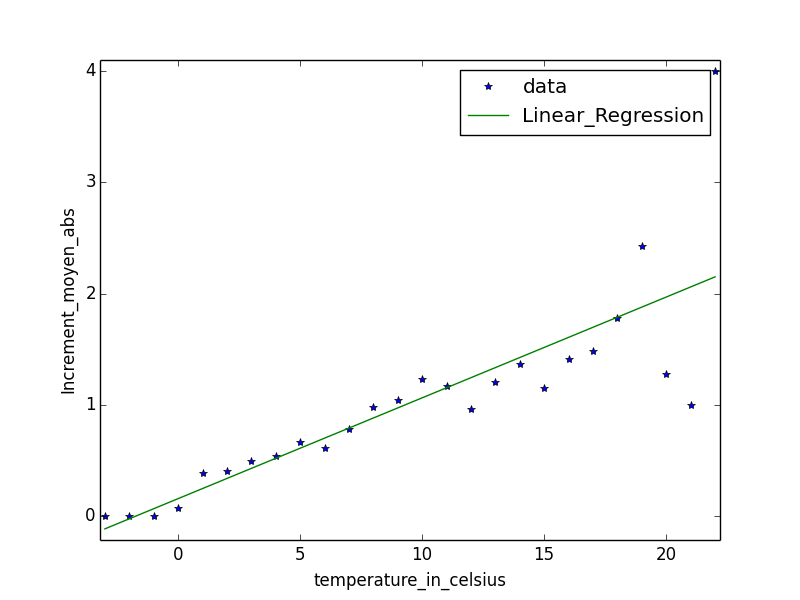 4
3
2
1
0
0 5 10 15 20
Increment_moyen_abs
temperature_in_celsius
data
Linear_Regression